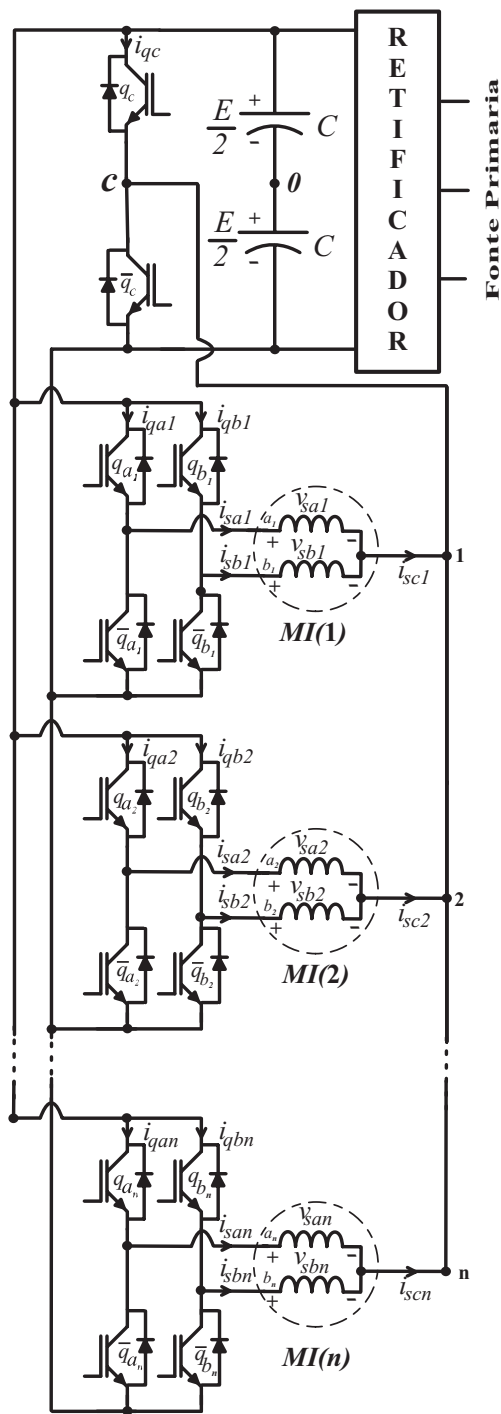 i_qc
q_c
E/2
+
-
C
c
0
E/2
+
-
C
q̅_c
RETIFICADOR
Fonte Primaria
i_qa1
i_qb1
q_a1
q_b1
i_sa1
a_1
v_sa1
+
-
i_sb1
b_1
v_sb1
+
-
1
i_sc1
q̅_a1
q̅_b1
MI(1)
i_qa2
i_qb2
q_a2
q_b2
i_sa2
a_2
v_sa2
+
-
i_sb2
b_2
v_sb2
+
-
2
i_sc2
q̅_a2
q̅_b2
MI(2)
i_qan
i_qbn
q_an
q_bn
i_san
a_n
v_san
+
-
i_sbn
b_n
v_sbn
+
-
n
i_scn
q̅_an
q̅_bn
MI(n)